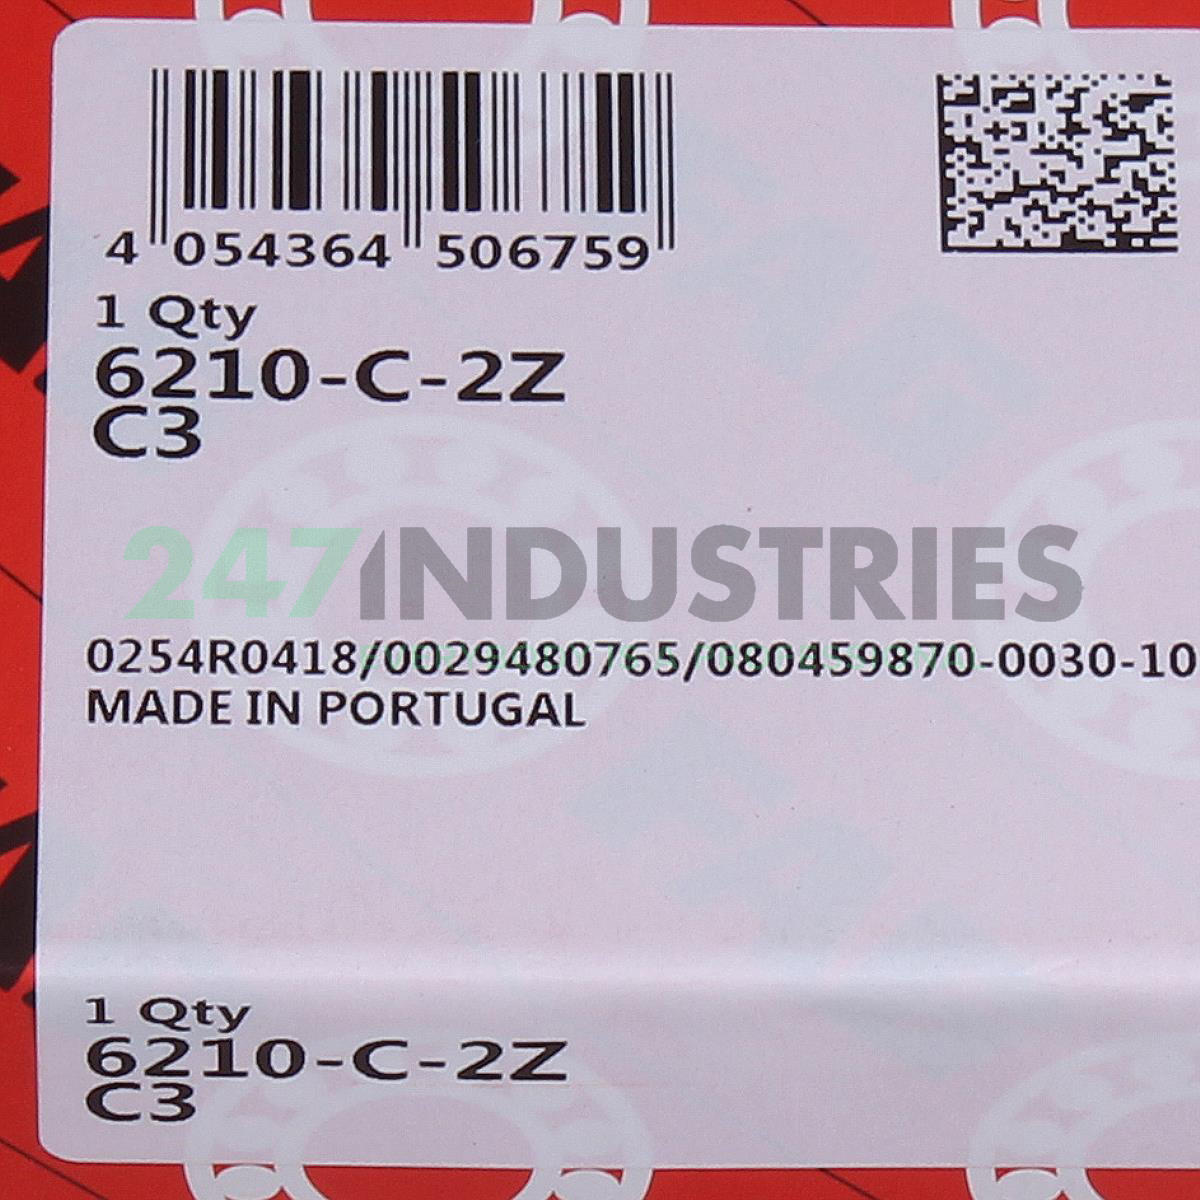 4 054364 506759
1 Qty
6210-C-2Z
C3
247INDUSTRIES
0254R0418/0029480765/080459870-0030-10
MADE IN PORTUGAL
1 Qty
6210-C-2Z
C3